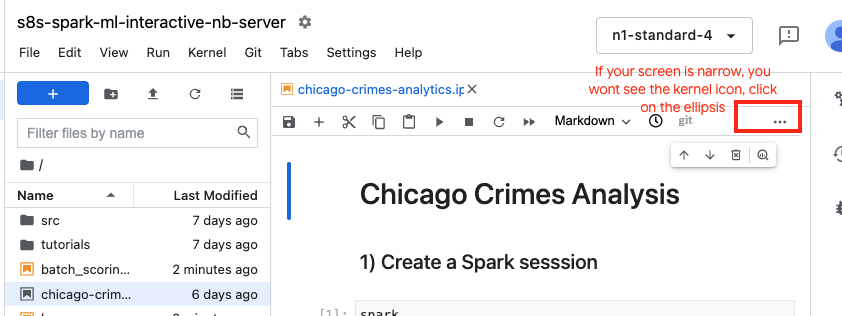 s8s-spark-ml-interactive-nb-server
File Edit View Run Kernel Git Tabs Settings Help
n1-standard-4
If your screen is narrow, you
wont see the kernel icon, click
on the ellipsis
chicago-crimes-analytics.ip
Markdown
git
Filter files by name
/
Name Last Modified
src 7 days ago
tutorials 7 days ago
batch_scorin... 2 minutes ago
chicago-crim... 6 days ago
Chicago Crimes Analysis
1) Create a Spark sesssion
[1]: spark